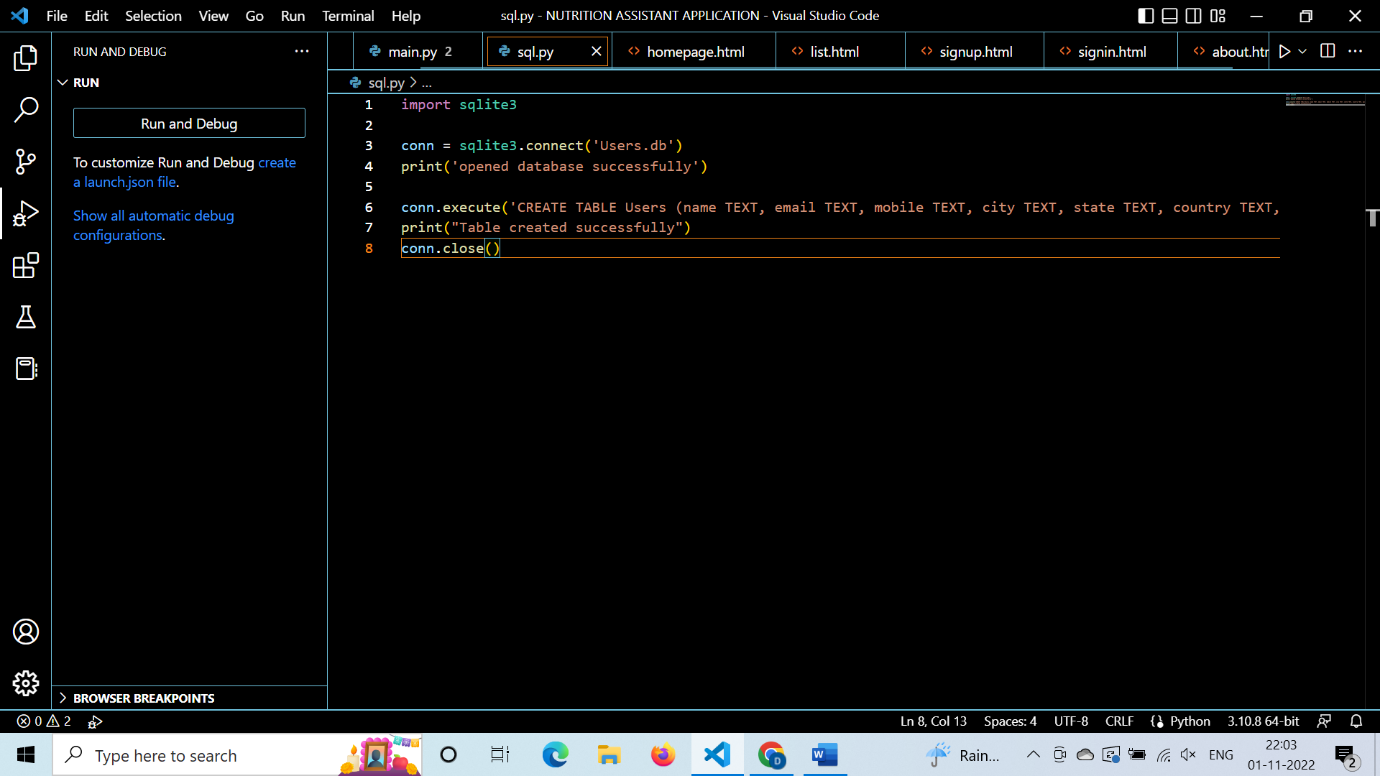 File Edit Selection View Go Run Terminal Help sql.py - NUTRITION ASSISTANT APPLICATION - Visual Studio Code
RUN AND DEBUG
RUN
Run and Debug
To customize Run and Debug create
a launch.json file.
Show all automatic debug
configurations.
BROWSER BREAKPOINTS
main.py 2 sql.py homepage.html list.html signup.html signin.html about.htr
sql.py > ...
1 import sqlite3
2
3 conn = sqlite3.connect('Users.db')
4 print('opened database successfully')
5
6 conn.execute('CREATE TABLE Users (name TEXT, email TEXT, mobile TEXT, city TEXT, state TEXT, country TEXT,
7 print("Table created successfully")
8 conn.close()
0 2 Ln 8, Col 13 Spaces: 4 UTF-8 CRLF Python 3.10.8 64-bit
Type here to search D W Rain... ENG 22:03
01-11-2022 2